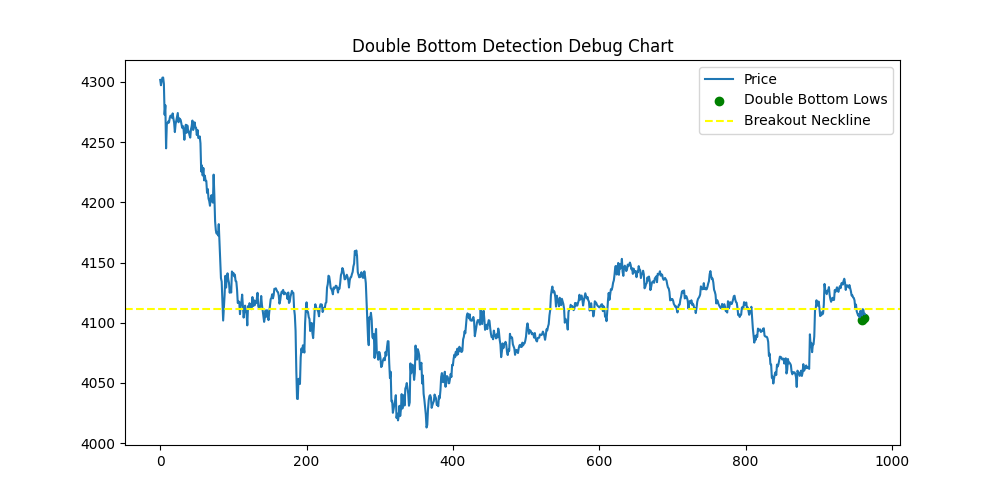 Double Bottom Detection Debug Chart
Price
Double Bottom Lows
Breakout Neckline
4300
4250
4200
4150
4100
4050
4000
0 200 400 600 800 1000